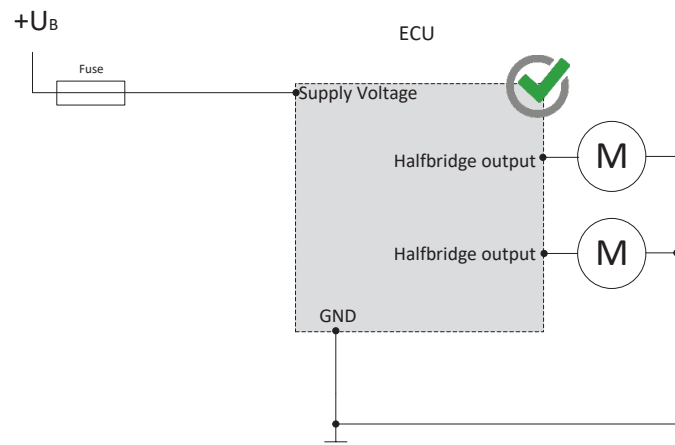 +UB
ECU
Fuse
Supply Voltage
Halfbridge output
M
Halfbridge output
M
GND